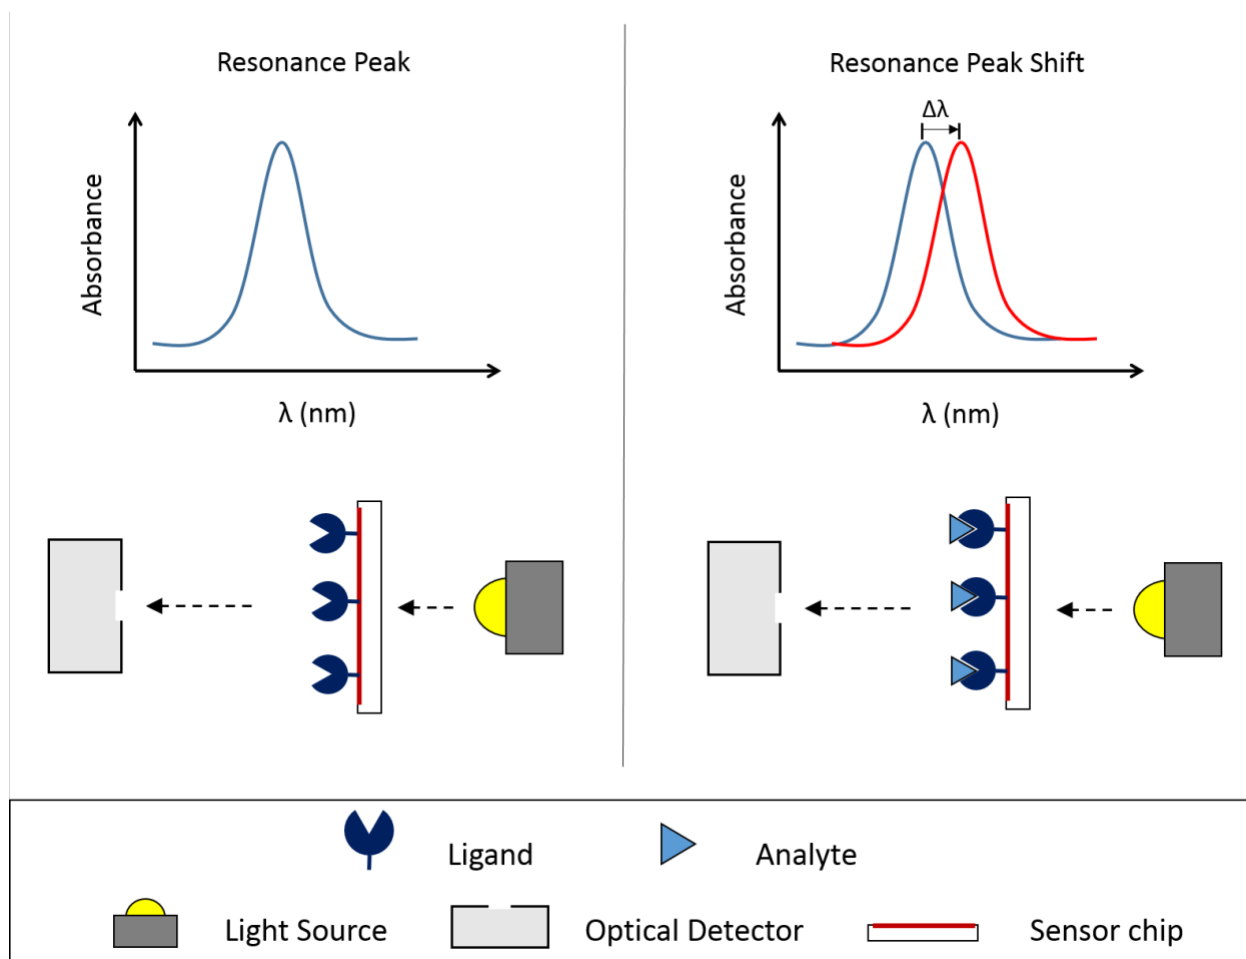 Resonance Peak
Absorbance
λ (nm)
Resonance Peak Shift
Δλ
Absorbance
λ (nm)
Ligand
Analyte
Light Source
Optical Detector
Sensor chip